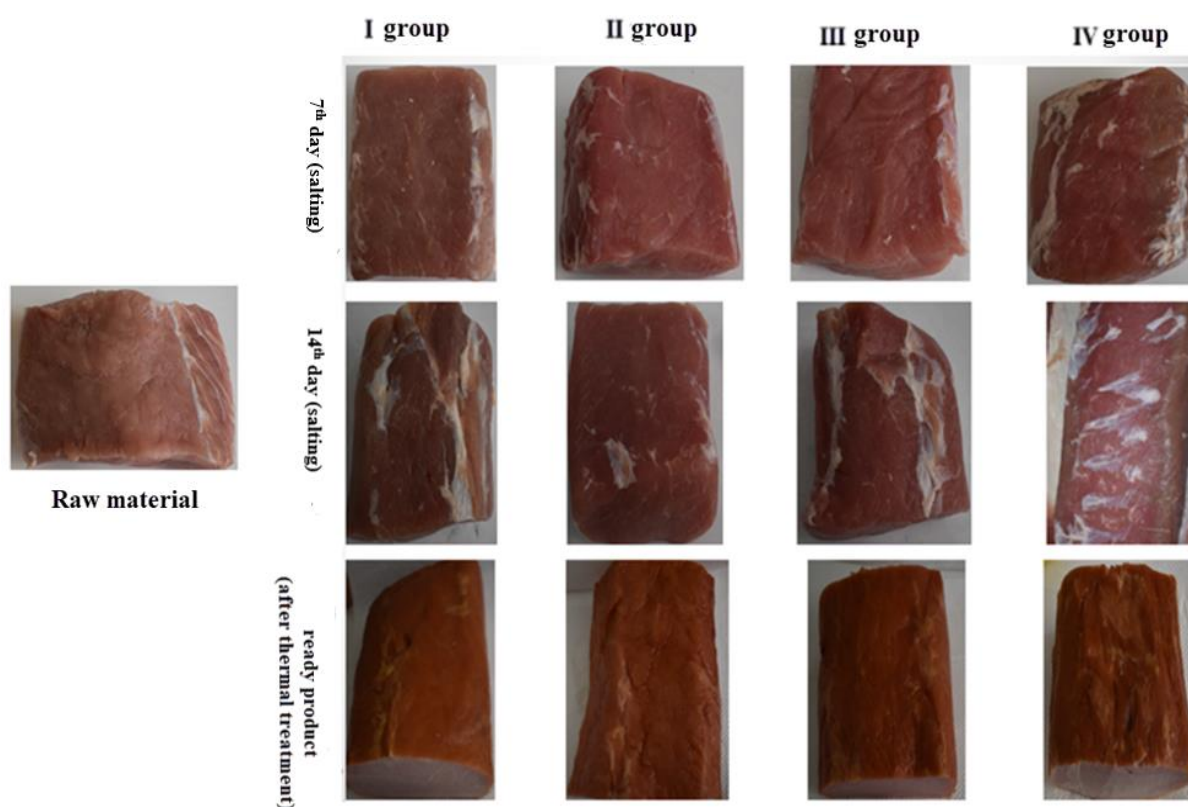 I group
II group
III group
IV group
7th day (salting)
14th day (salting)
Raw material
ready product
(after thermal treatment)